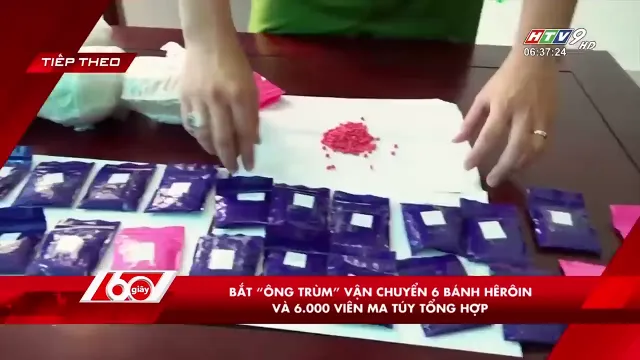 TIẾP THEO
HTV9 HD
06:37:24
60 giây
BẮT “ÔNG TRÙM” VẬN CHUYỂN 6 BÁNH HÊRÔIN
VÀ 6.000 VIÊN MA TÚY TỔNG HỢP